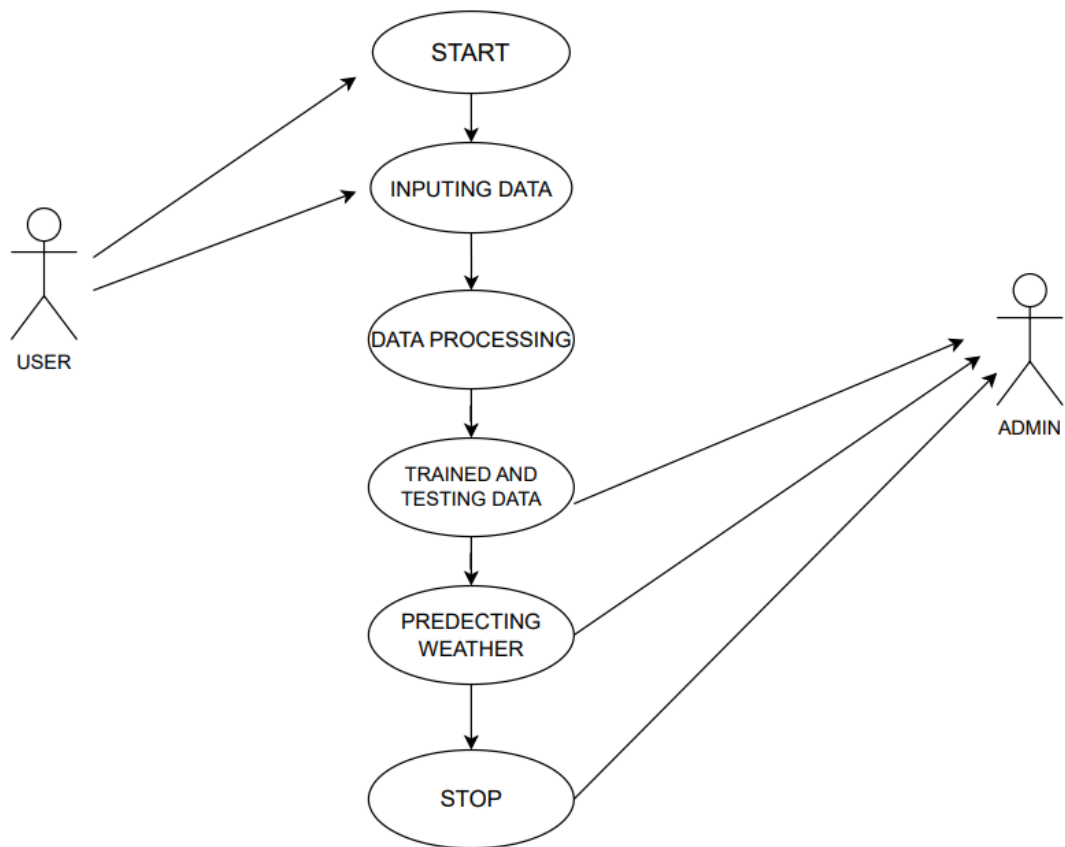 START
INPUTING DATA
USER
DATA PROCESSING
ADMIN
TRAINED AND
TESTING DATA
PREDECTING
WEATHER
STOP